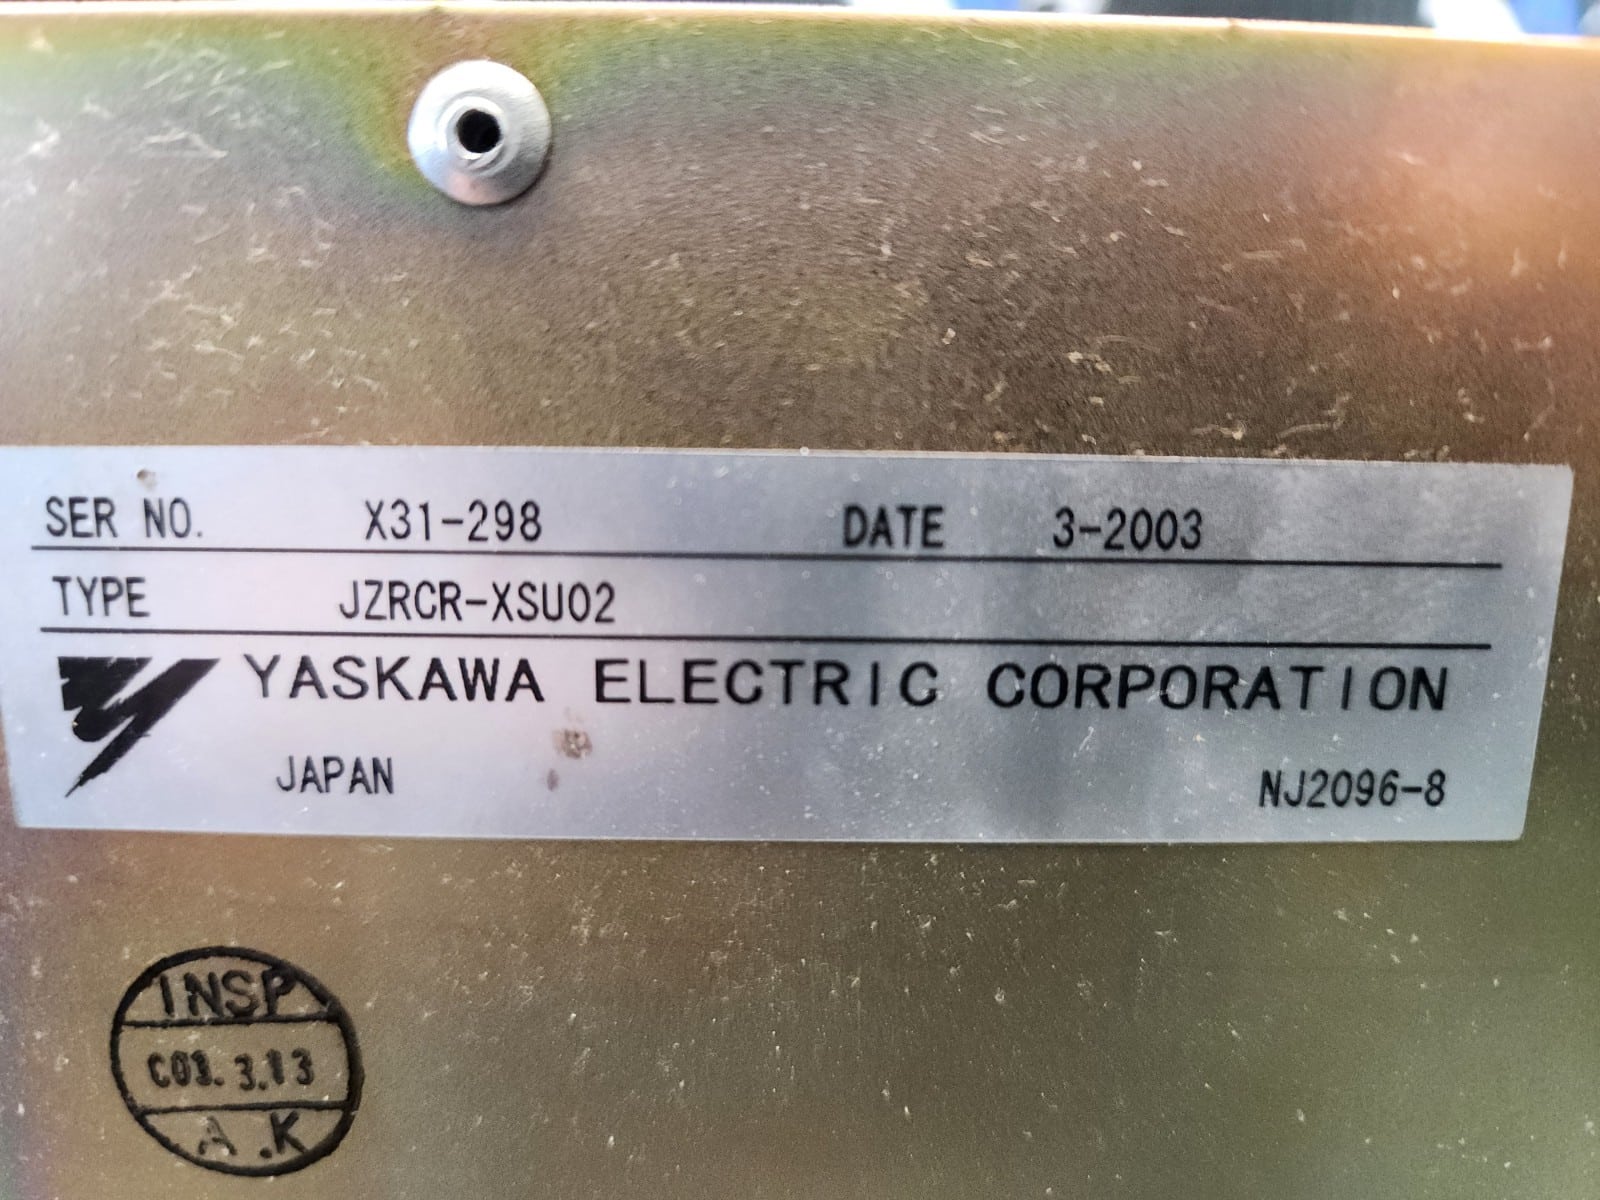 SER NO. X31-298 DATE 3-2003
TYPE JZRCR-XSU02
YASKAWA ELECTRIC CORPORATION
JAPAN NJ2096-8
INSP
C03.3.13
A.K